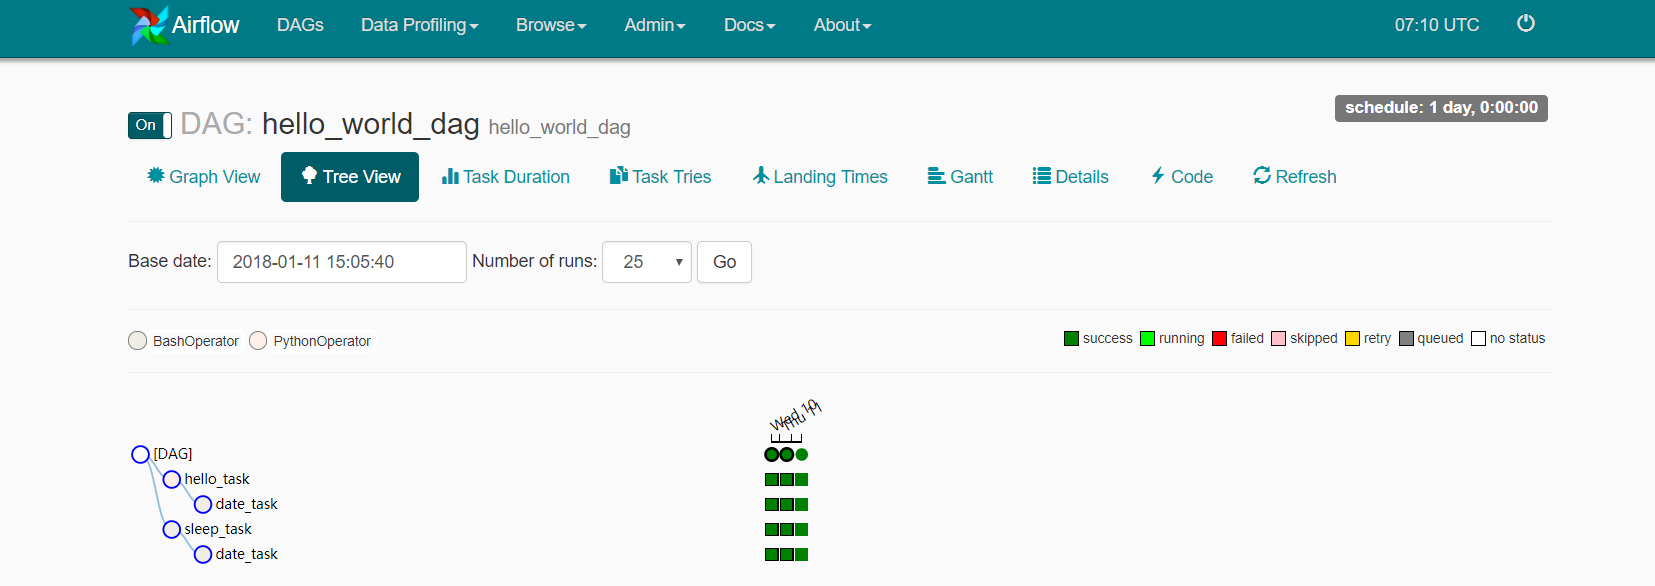 Airflow DAGs Data Profiling Browse Admin Docs About 07:10 UTC
schedule: 1 day, 0:00:00
On DAG: hello_world_dag hello_world_dag
Graph View Tree View Task Duration Task Tries Landing Times Gantt Details Code Refresh
Base date: 2018-01-11 15:05:40 Number of runs: 25 Go
BashOperator PythonOperator success running failed skipped retry queued no status
Wed 10
Thu 11
[DAG]
hello_task
date_task
sleep_task
date_task